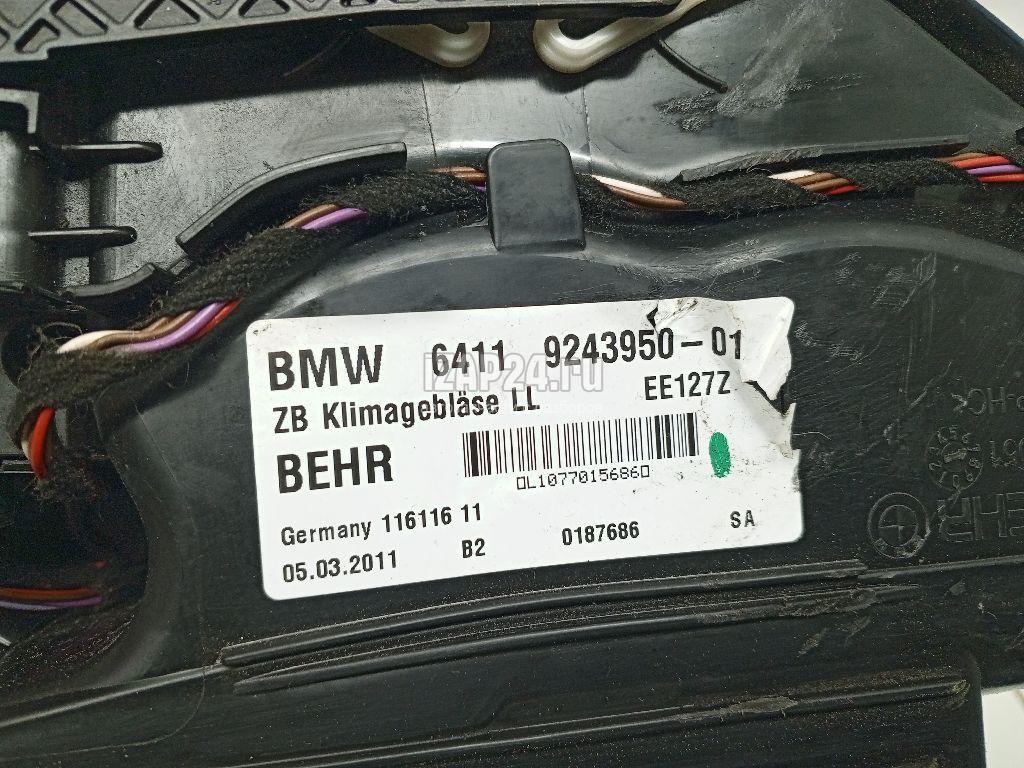 BMW 6411 9243950-01
IZAP24.ru
ZB Klimagebläse LL EE127Z
BEHR
0L10770156860
Germany 116116 11
05.03.2011 B2 0187686 SA
BEHR